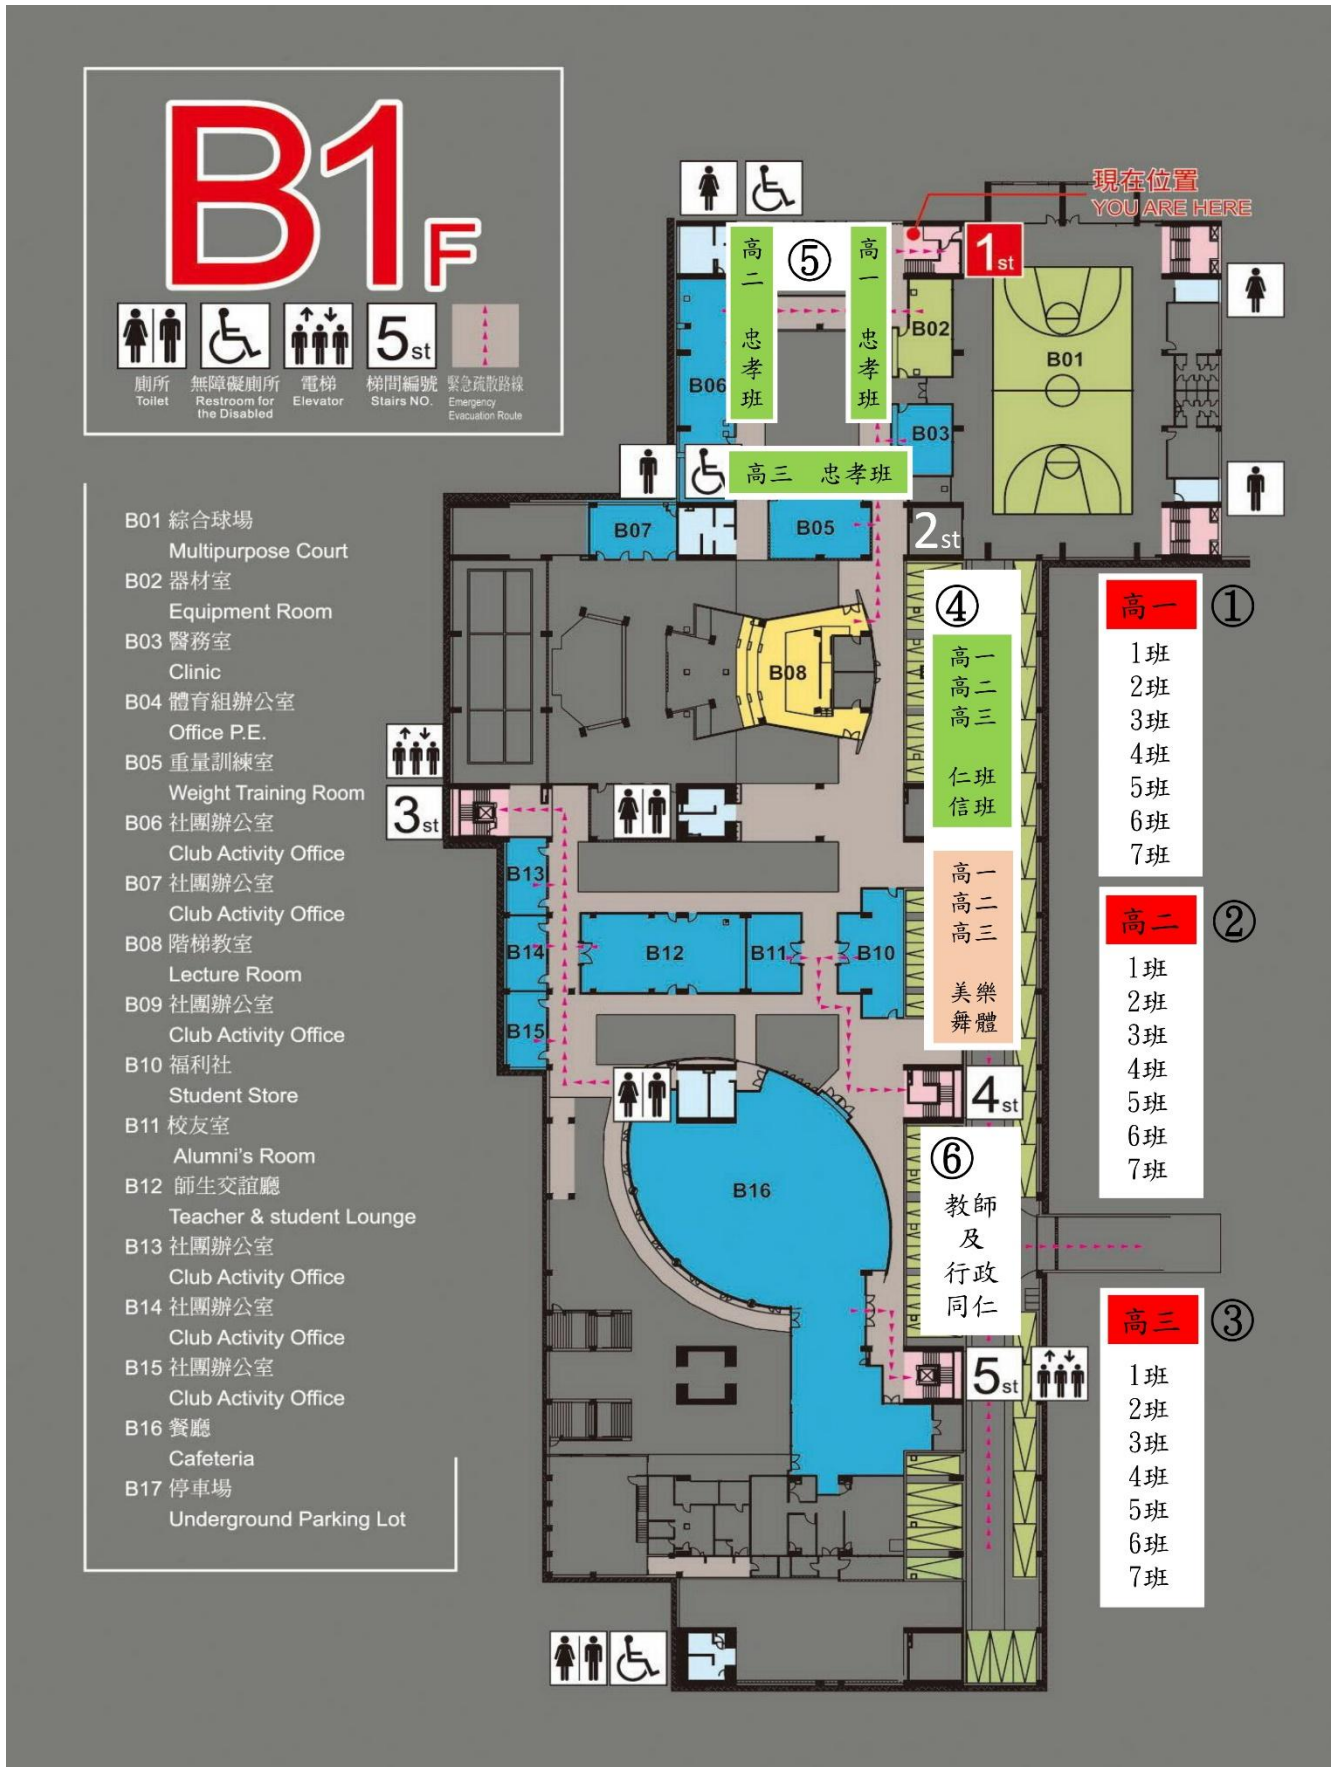 B1F
廁所
Toilet
無障礙廁所
Restroom for
the Disabled
電梯
Elevator
5st
梯間編號
Stairs NO.
緊急疏散路線
Emergency
Evacuation Route
B01 綜合球場
Multipurpose Court
B02 器材室
Equipment Room
B03 醫務室
Clinic
B04 體育組辦公室
Office P.E.
B05 重量訓練室
Weight Training Room
B06 社團辦公室
Club Activity Office
B07 社團辦公室
Club Activity Office
B08 階梯教室
Lecture Room
B09 社團辦公室
Club Activity Office
B10 福利社
Student Store
B11 校友室
Alumni's Room
B12 師生交誼廳
Teacher & student Lounge
B13 社團辦公室
Club Activity Office
B14 社團辦公室
Club Activity Office
B15 社團辦公室
Club Activity Office
B16 餐廳
Cafeteria
B17 停車場
Underground Parking Lot
現在位置
YOU ARE HERE
1st
⑤
高二 忠孝班
高一 忠孝班
高三 忠孝班
B02
B01
B06
B03
B07
B05
2st
B08
3st
B13
B14
B15
B12
B11
B10
4st
B16
5st
④
高一
高二
高三
仁班
信班
高一
高二
高三
美樂
舞體
⑥
教師
及
行政
同仁
高一 ①
1班
2班
3班
4班
5班
6班
7班
高二 ②
1班
2班
3班
4班
5班
6班
7班
高三 ③
1班
2班
3班
4班
5班
6班
7班